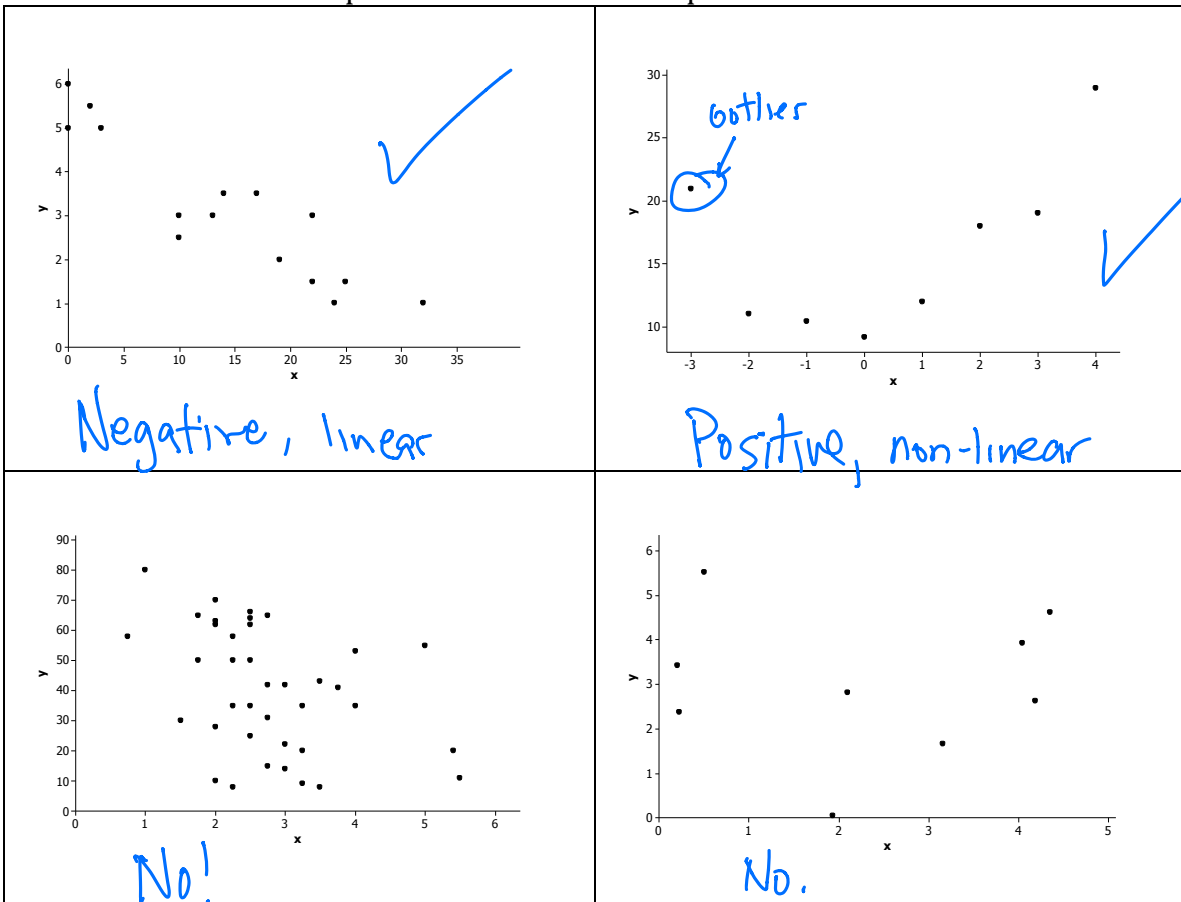 6
5
4
3
2
1
0
y
0 5 10 15 20 25 30 35
x
Negative, linear
30
25
20
15
10
y
outlier
-3 -2 -1 0 1 2 3 4
x
Positive, non-linear
90
80
70
60
50
40
30
20
10
0
y
0 1 2 3 4 5 6
x
No!
6
5
4
3
2
1
0
y
0 1 2 3 4 5
x
No.